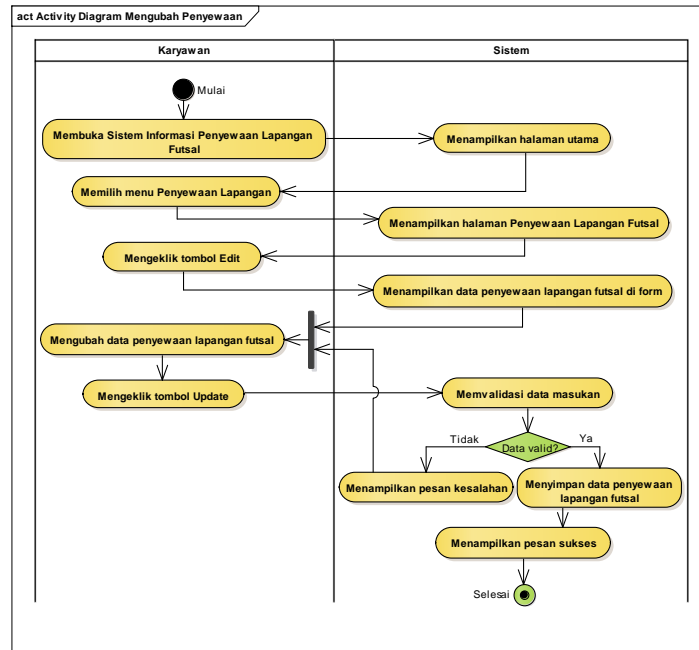 act Activity Diagram Mengubah Penyewaan
Karyawan
Sistem
Mulai
Membuka Sistem Informasi Penyewaan Lapangan
Futsal
Menampilkan halaman utama
Memilih menu Penyewaan Lapangan
Menampilkan halaman Penyewaan Lapangan Futsal
Mengeklik tombol Edit
Menampilkan data penyewaan lapangan futsal di form
Mengubah data penyewaan lapangan futsal
Mengeklik tombol Update
Memvalidasi data masukan
Tidak
Data valid?
Ya
Menampilkan pesan kesalahan
Menyimpan data penyewaan
lapangan futsal
Menampilkan pesan sukses
Selesai